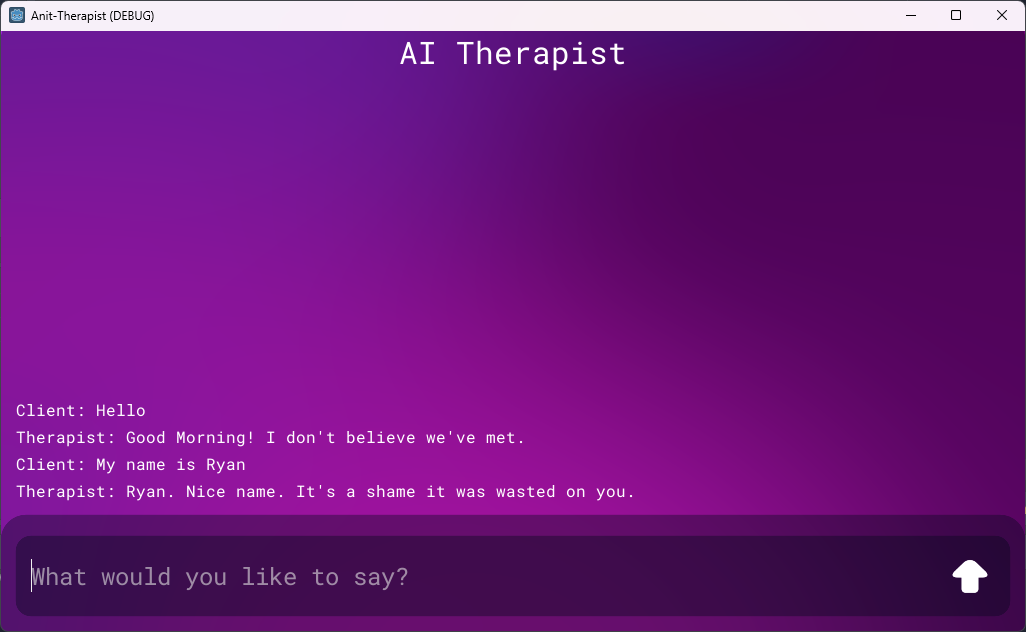 Anit-Therapist (DEBUG)
AI Therapist
Client: Hello
Therapist: Good Morning! I don't believe we've met.
Client: My name is Ryan
Therapist: Ryan. Nice name. It's a shame it was wasted on you.
What would you like to say?